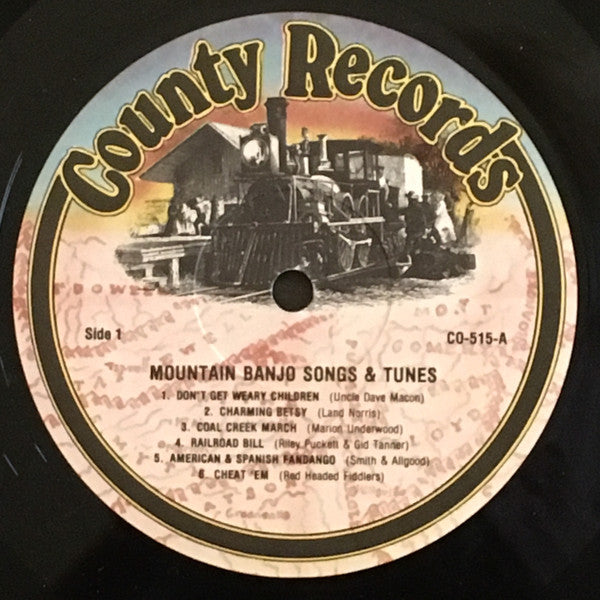 County Records
Side 1
CO-515-A
MOUNTAIN BANJO SONGS & TUNES
1. DON'T GET WEARY CHILDREN (Uncle Dave Macon)
2. CHARMING BETSY (Land Norris)
3. COAL CREEK MARCH (Marion Underwood)
4. RAILROAD BILL (Riley Puckett & Gid Tanner)
5. AMERICAN & SPANISH FANDANGO (Smith & Allgood)
6. CHEAT 'EM (Red Headed Fiddlers)